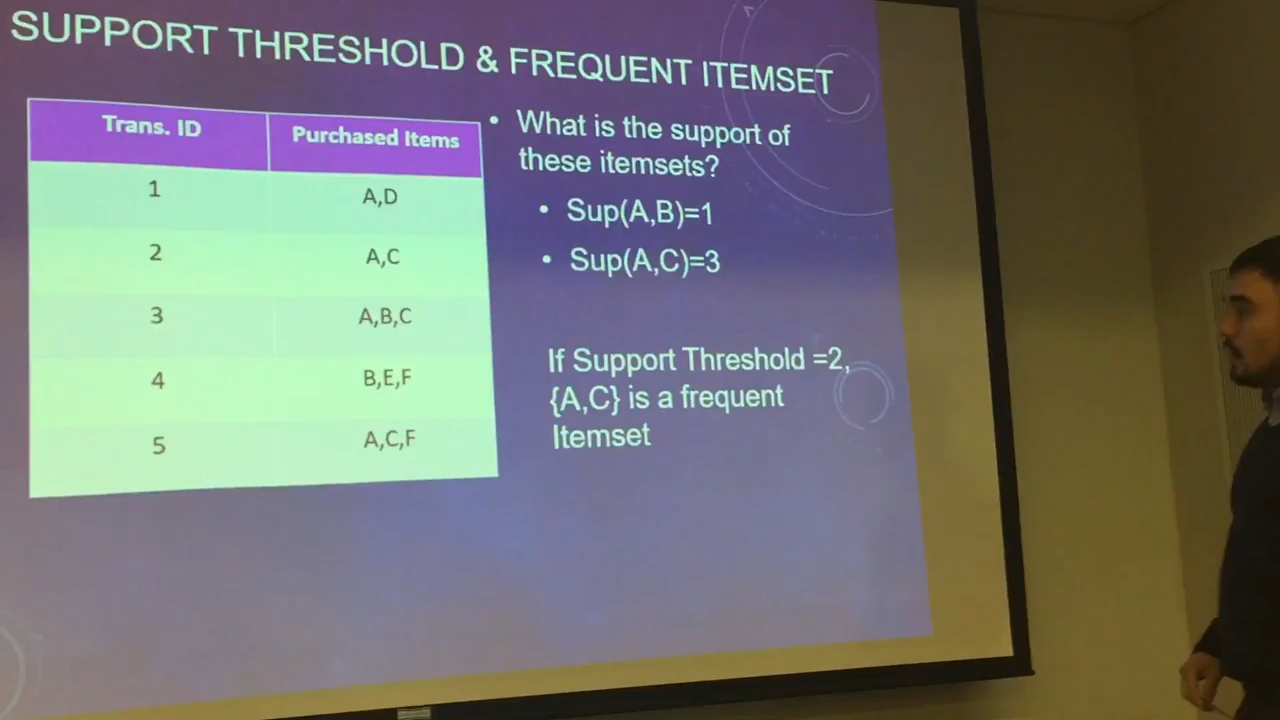 SUPPORT THRESHOLD & FREQUENT ITEMSET
Trans. ID Purchased Items
1 A,D
2 A,C
3 A,B,C
4 B,E,F
5 A,C,F
• What is the support of
these itemsets?
• Sup(A,B)=1
• Sup(A,C)=3
If Support Threshold =2,
{A,C} is a frequent
Itemset